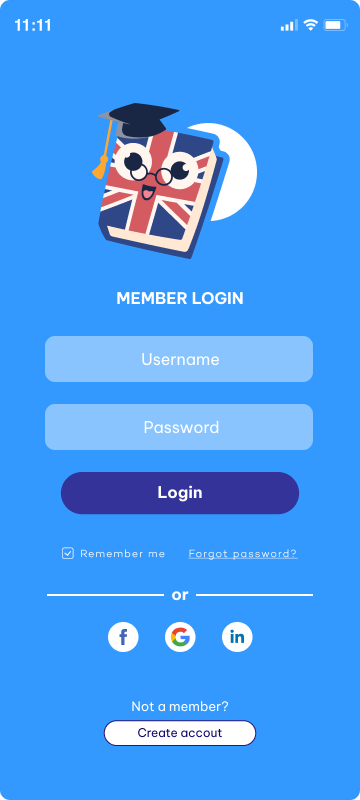 11:11
MEMBER LOGIN
Username
Password
Login
Remember me Forgot password?
or
f G in
Not a member?
Create accout